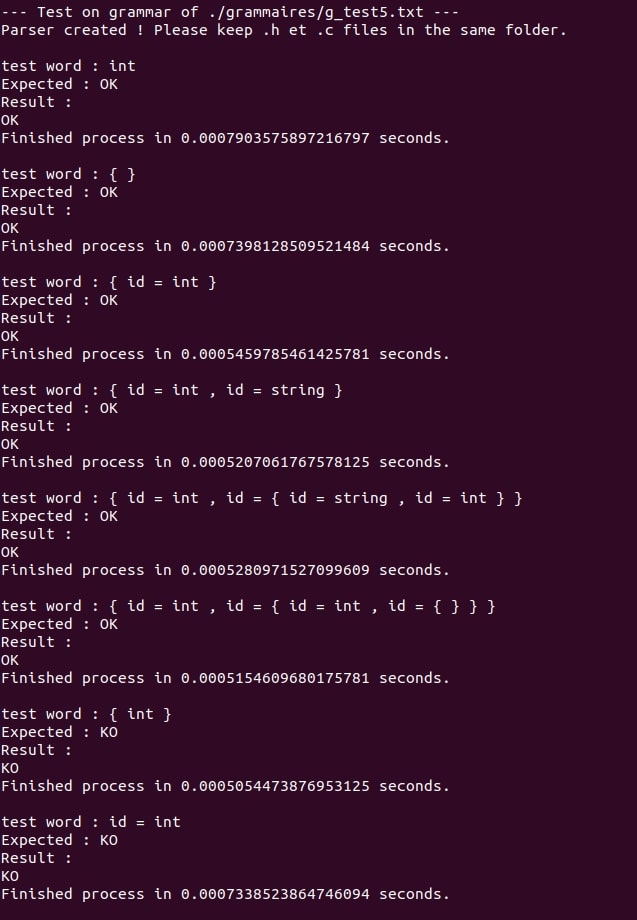 --- Test on grammar of ./grammaires/g_test5.txt ---
Parser created ! Please keep .h et .c files in the same folder.
test word : int
Expected : OK
Result :
OK
Finished process in 0.0007903575897216797 seconds.
test word : { }
Expected : OK
Result :
OK
Finished process in 0.0007398128509521484 seconds.
test word : { id = int }
Expected : OK
Result :
OK
Finished process in 0.0005459785461425781 seconds.
test word : { id = int , id = string }
Expected : OK
Result :
OK
Finished process in 0.0005207061767578125 seconds.
test word : { id = int , id = { id = string , id = int } }
Expected : OK
Result :
OK
Finished process in 0.0005280971527099609 seconds.
test word : { id = int , id = { id = int , id = { } } }
Expected : OK
Result :
OK
Finished process in 0.0005154609680175781 seconds.
test word : { int }
Expected : KO
Result :
KO
Finished process in 0.0005054473876953125 seconds.
test word : id = int
Expected : KO
Result :
KO
Finished process in 0.0007338523864746094 seconds.